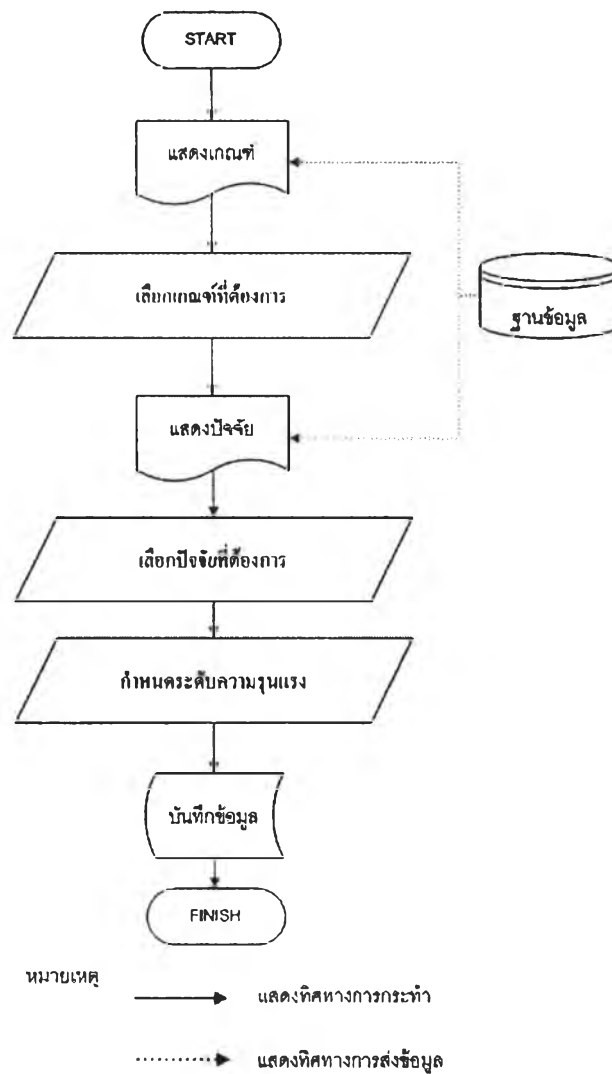 START
แสดงเกณฑ์
เลือกเกณฑ์ที่ต้องการ
ฐานข้อมูล
แสดงปัจจัย
เลือกปัจจัยที่ต้องการ
กำหนดระดับความรุนแรง
บันทึกข้อมูล
FINISH
หมายเหตุ
แสดงทิศทางการกระทำ
แสดงทิศทางการส่งข้อมูล